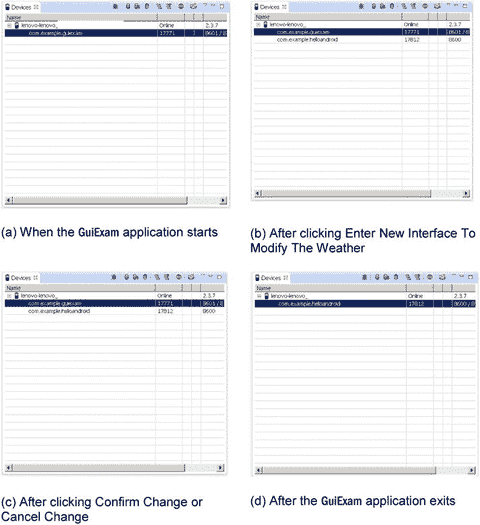 Devices
Name
lenovo-lenovo_ Online 2.3.7
com.example.guiexam 17771 8601 / 8
(a) When the GuiExam application starts
Devices
Name
lenovo-lenovo_ Online 2.3.7
com.example.guiexam 17771 8601 / 8
com.example.helloandroid 17812 8600
(b) After clicking Enter New Interface To
Modify The Weather
Devices
Name
lenovo-lenovo_ Online 2.3.7
com.example.guiexam 17771 8601 / 8
com.example.helloandroid 17812 8600
(c) After clicking Confirm Change or
Cancel Change
Devices
Name
lenovo-lenovo_ Online 2.3.7
com.example.helloandroid 17812 8600 / 8
(d) After the GuiExam application exits